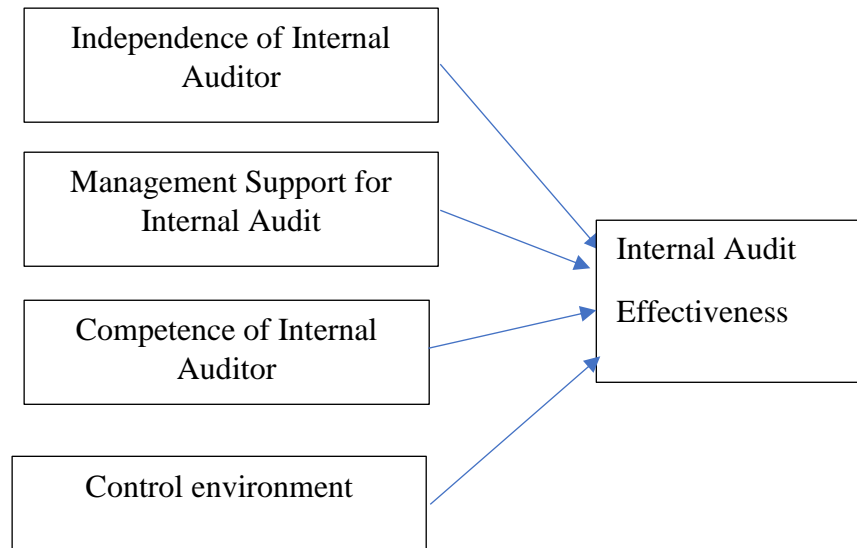 Independence of Internal
Auditor
Management Support for
Internal Audit
Internal Audit
Effectiveness
Competence of Internal
Auditor
Control environment